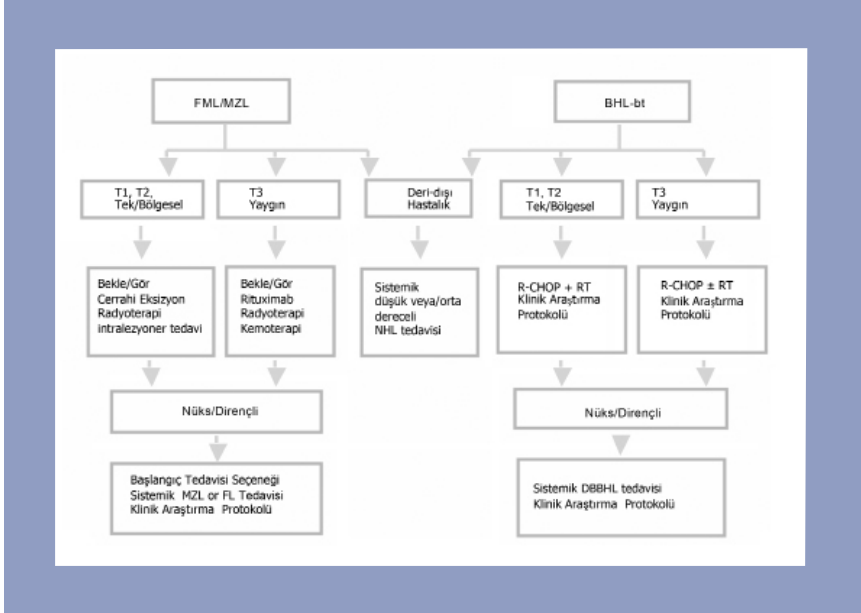 FML/MZL
BHL-bt
T1, T2,
Tek/Bölgesel
T3
Yaygın
Deri-dışı
Hastalık
T1, T2
Tek/Bölgesel
T3
Yaygın
Bekle/Gör
Cerrahi Eksizyon
Radyoterapi
intralezyoner tedavi
Bekle/Gör
Rituximab
Radyoterapi
Kemoterapi
Sistemik
düşük veya/orta
dereceli
NHL tedavisi
R-CHOP + RT
Klinik Araştırma
Protokolü
R-CHOP ± RT
Klinik Araştırma
Protokolü
Nüks/Dirençli
Nüks/Dirençli
Başlangıç Tedavisi Seçeneği
Sistemik MZL or FL Tedavisi
Klinik Araştırma Protokolü
Sistemik DBBHL tedavisi
Klinik Araştırma Protokolü